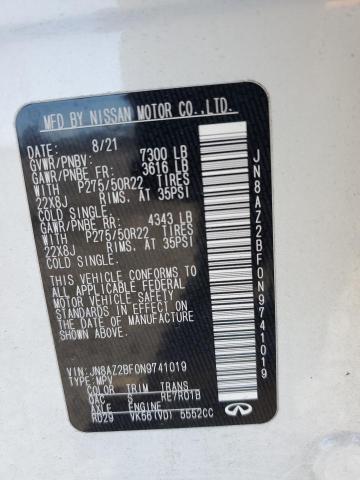 MFD BY NISSAN MOTOR CO.,LTD.
DATE: 8/21
GVWR/PNBV: 7300 LB
GAWR/PNBE FR: 3616 LB
WITH P275/50R22, TIRES
22X8J RIMS, AT 35PSI
COLD SINGLE.
GAWR/PNBE RR: 4343 LB
WITH P275/50R22, TIRES
22X8J RIMS, AT 35PSI
COLD SINGLE.
THIS VEHICLE CONFORMS TO
ALL APPLICABLE FEDERAL
MOTOR VEHICLE SAFETY
STANDARDS IN EFFECT ON
THE DATE OF MANUFACTURE
SHOWN ABOVE.
VIN:JN8AZ2BF0N9741019
TYPE:MPV
COLOR TRIM TRANS
QAC S RE7R01B
AXLE ENGINE
RD29 VK56(VD) 5552CC
JN8AZ2BF0N9741019